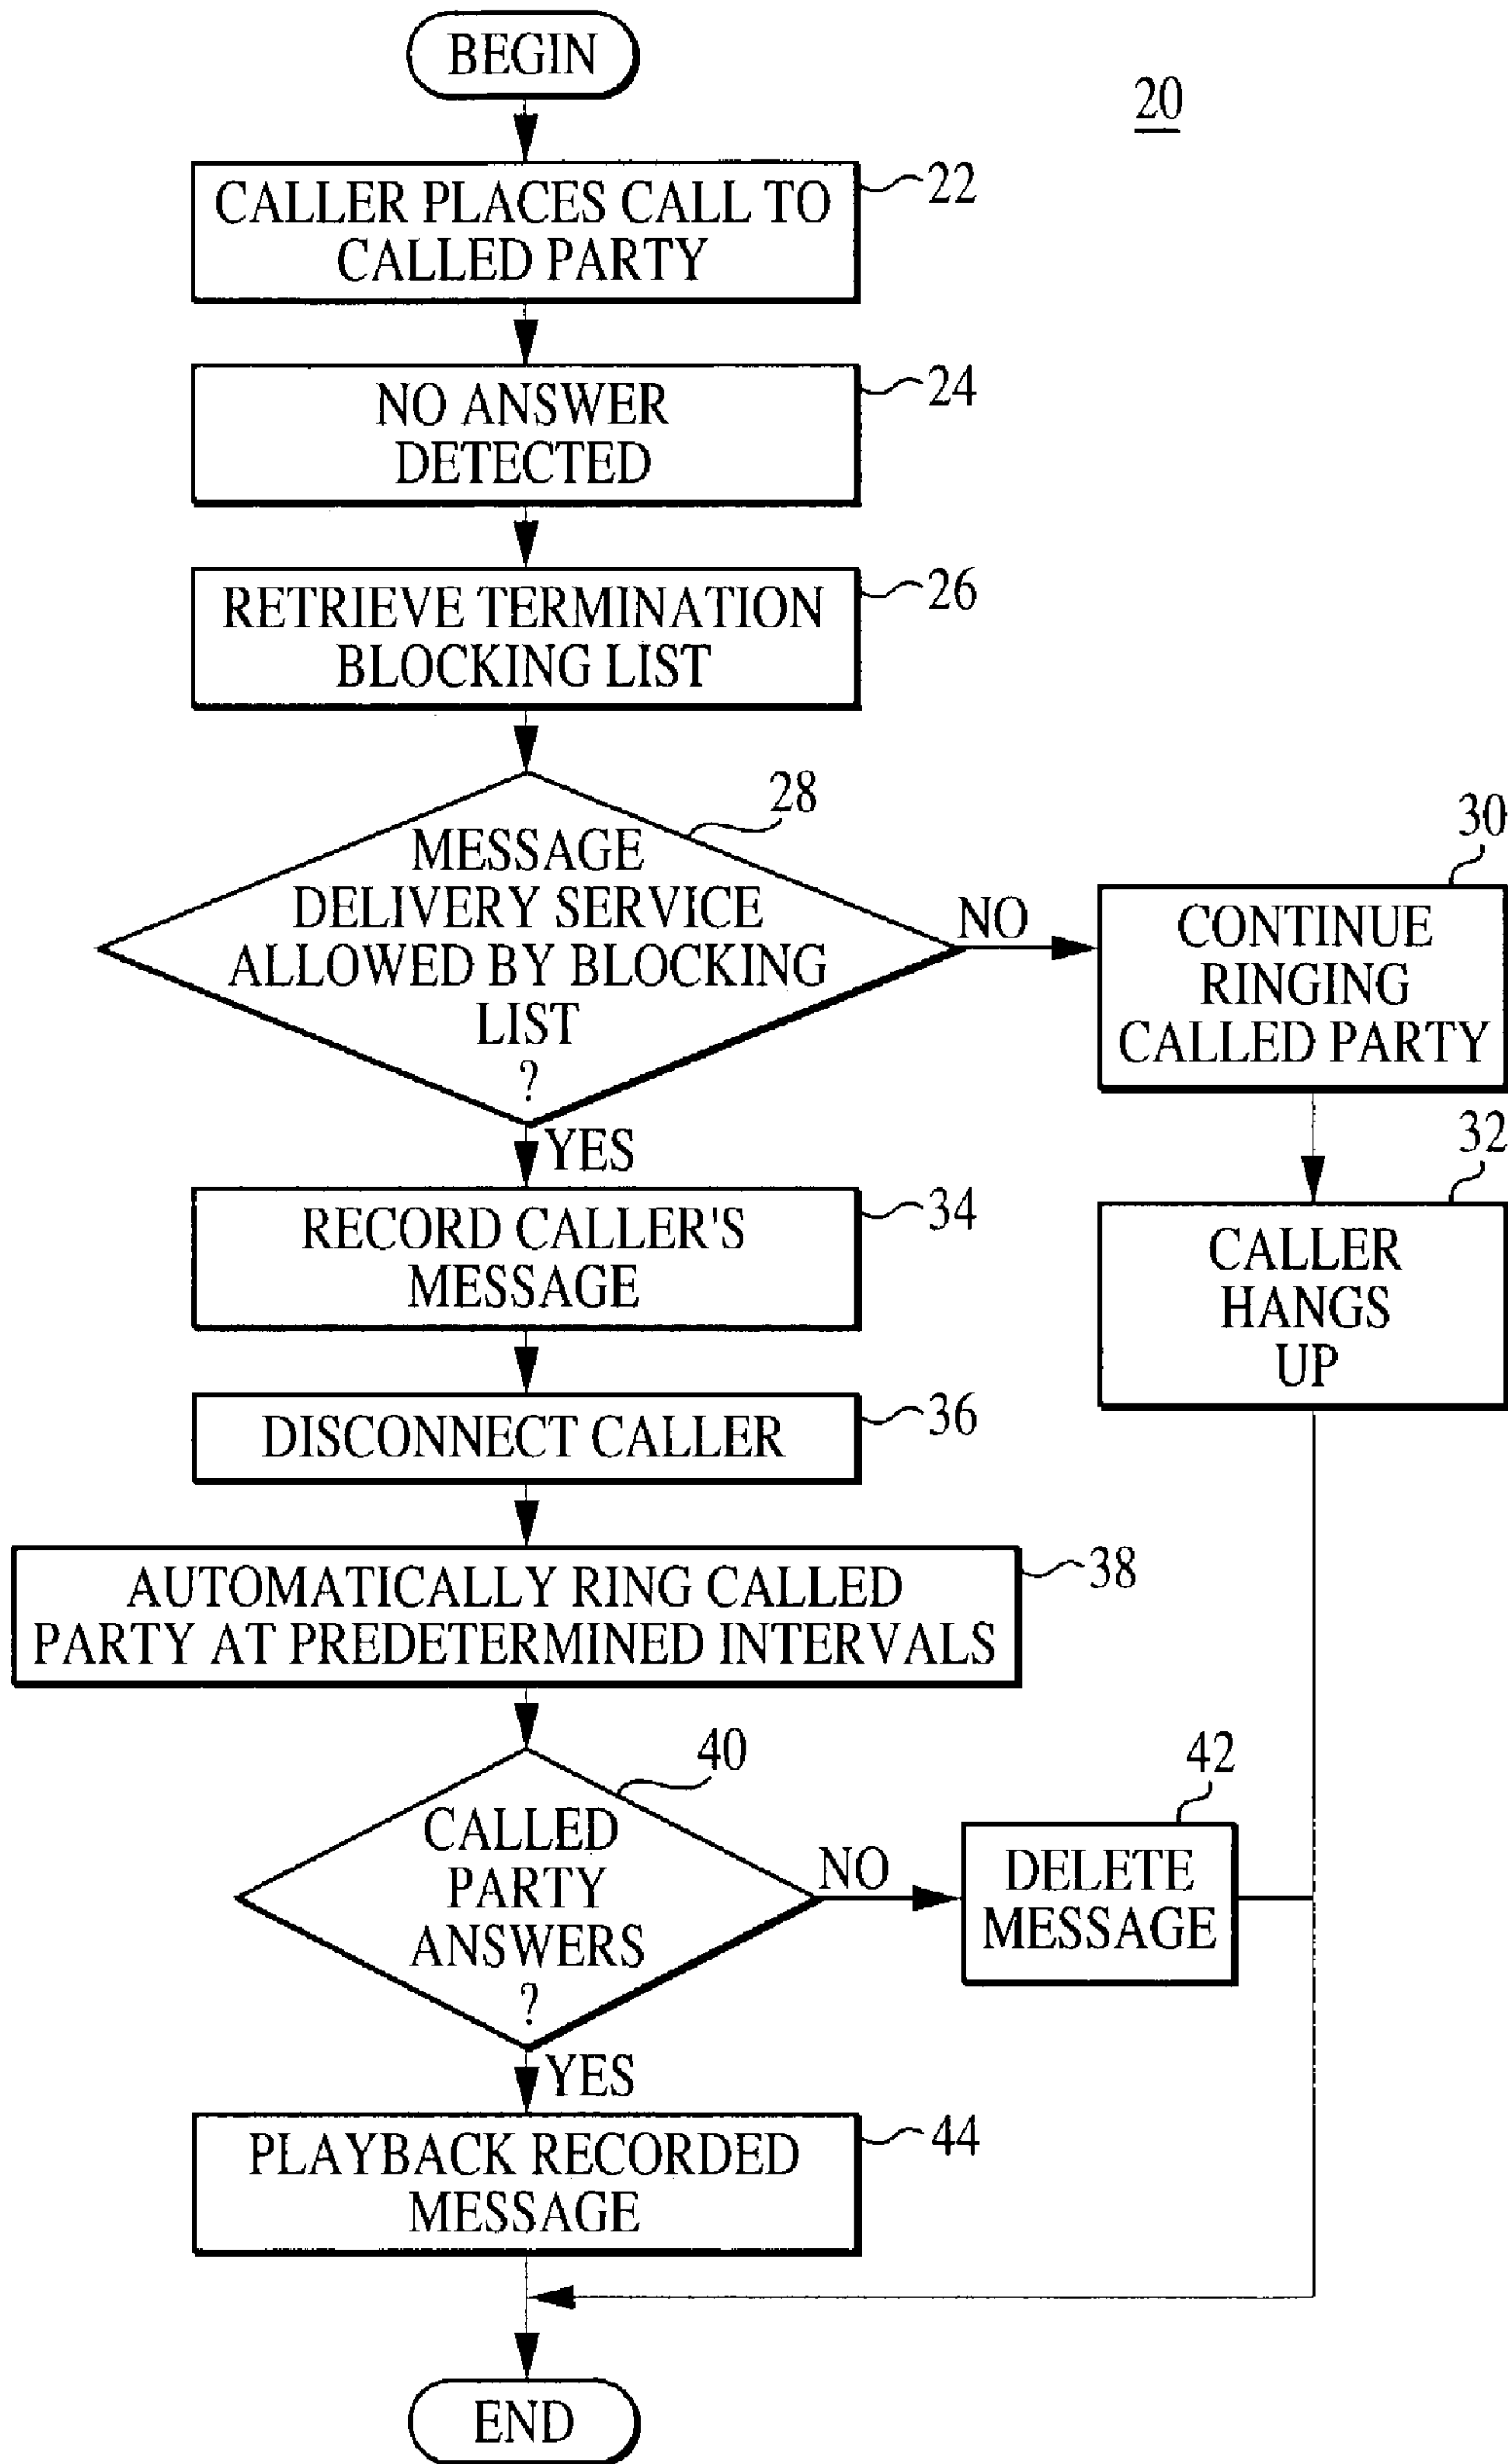 BEGIN
20
22
CALLER PLACES CALL TO
CALLED PARTY
24
NO ANSWER
DETECTED
26
RETRIEVE TERMINATION
BLOCKING LIST
28
MESSAGE
DELIVERY SERVICE
ALLOWED BY BLOCKING
LIST
?
NO
30
CONTINUE
RINGING
CALLED PARTY
32
CALLER
HANGS
UP
YES
34
RECORD CALLER'S
MESSAGE
36
DISCONNECT CALLER
38
AUTOMATICALLY RING CALLED
PARTY AT PREDETERMINED INTERVALS
40
CALLED
PARTY
ANSWERS
?
NO
42
DELETE
MESSAGE
YES
44
PLAYBACK RECORDED
MESSAGE
END